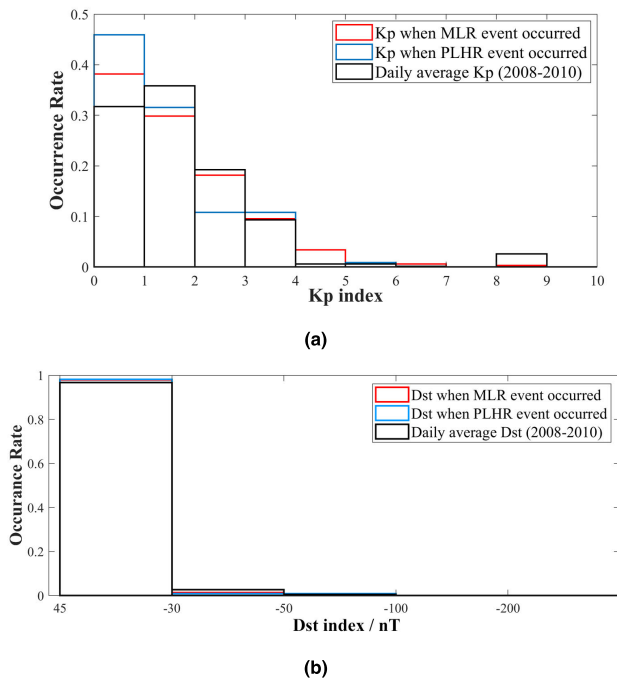 Kp when MLR event occurred
Kp when PLHR event occurred
Daily average Kp (2008-2010)
Occurrence Rate
0.5
0.4
0.3
0.2
0.1
0
0 1 2 3 4 5 6 7 8 9 10
Kp index
(a)
Dst when MLR event occurred
Dst when PLHR event occurred
Daily average Dst (2008-2010)
Occurance Rate
1
0.8
0.6
0.4
0.2
0
45 -30 -50 -100 -200
Dst index / nT
(b)